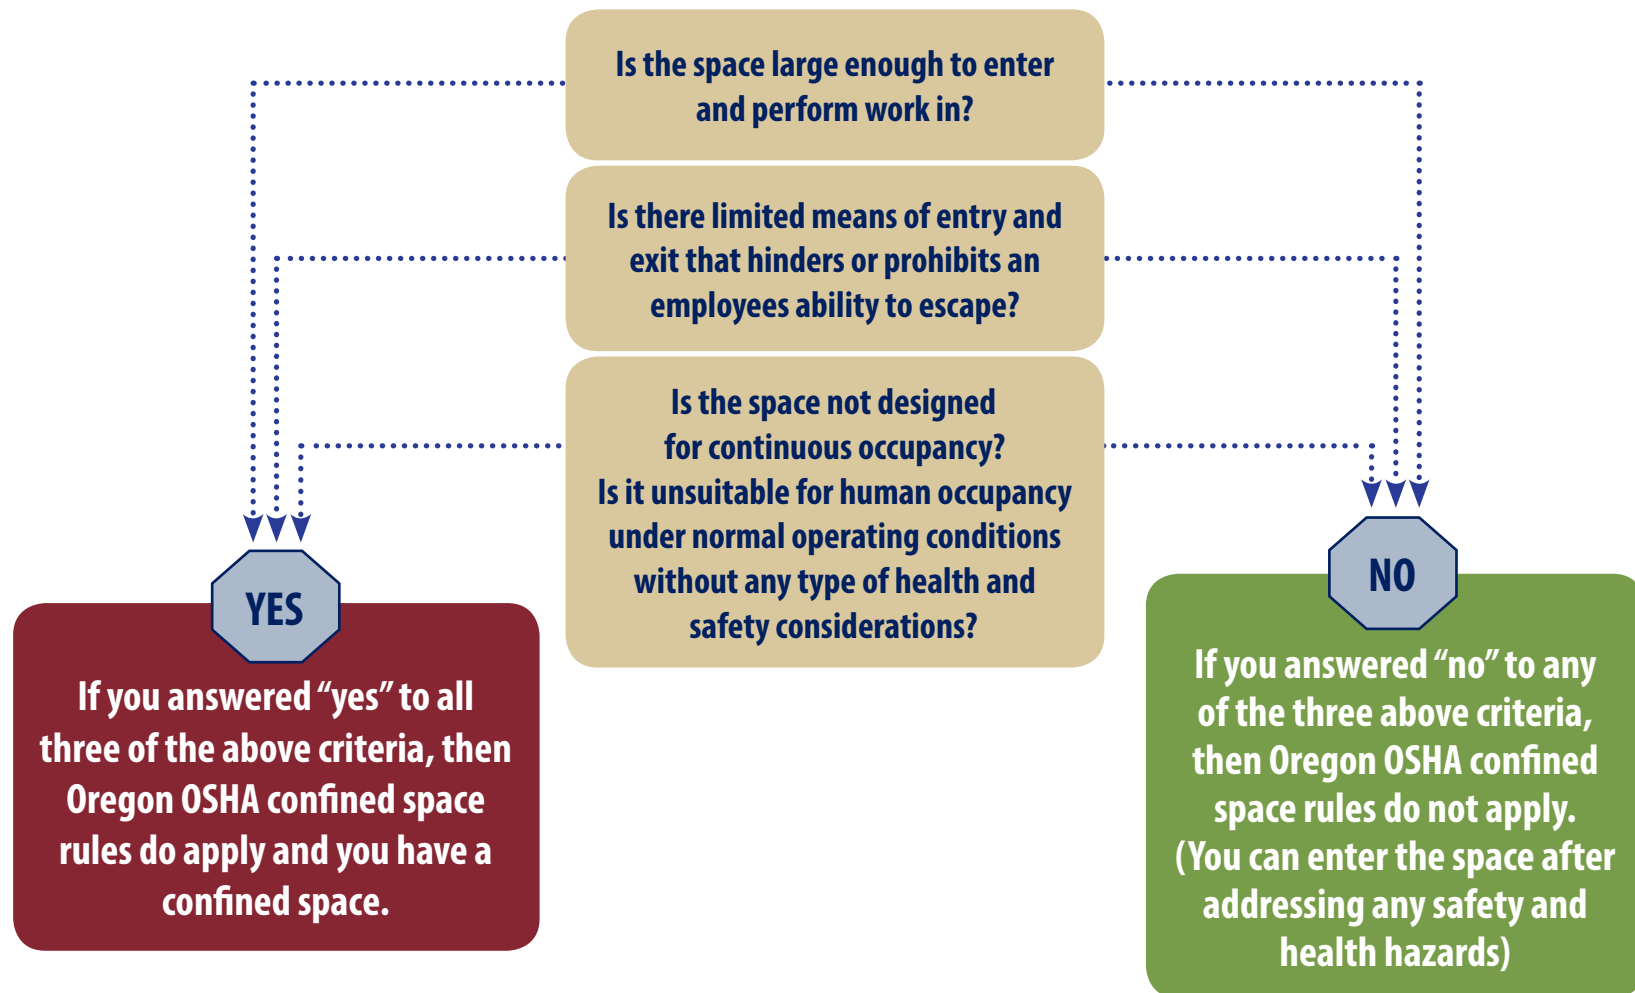 Is the space large enough to enter
and perform work in?
Is there limited means of entry and
exit that hinders or prohibits an
employees ability to escape?
Is the space not designed
for continuous occupancy?
Is it unsuitable for human occupancy
under normal operating conditions
without any type of health and
safety considerations?
YES
If you answered “yes” to all
three of the above criteria, then
Oregon OSHA confined space
rules do apply and you have a
confined space.
NO
If you answered “no” to any
of the three above criteria,
then Oregon OSHA confined
space rules do not apply.
(You can enter the space after
addressing any safety and
health hazards)